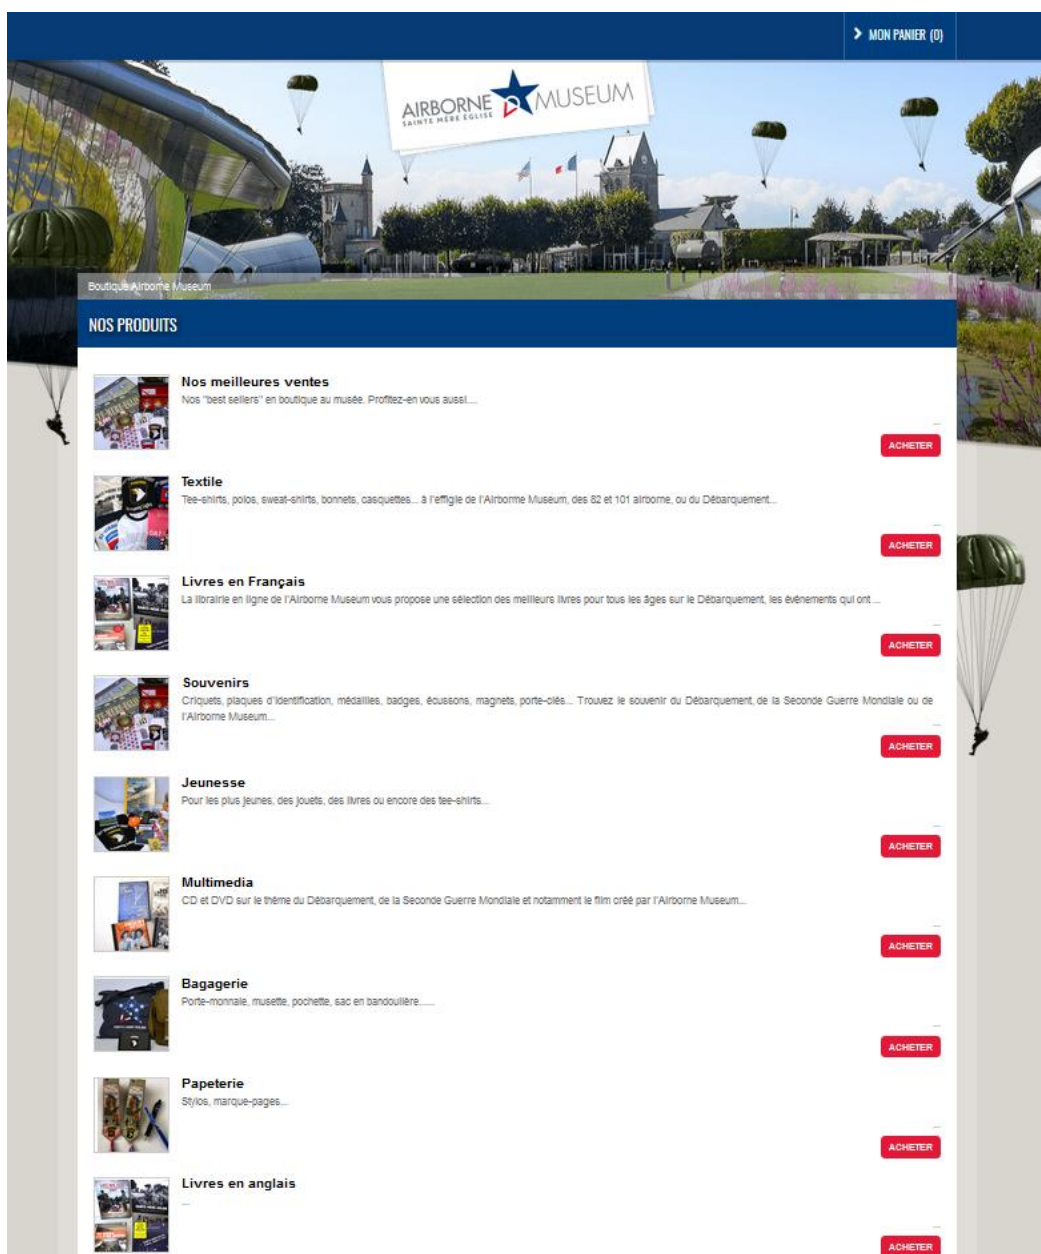 MON PANIER (0)
AIRBORNE MUSEUM
SAINTE MÈRE EGLISE
Boutique Airborne Museum
NOS PRODUITS
Nos meilleures ventes
Nos "best sellers" en boutique au musée. Profitez-en vous aussi....
...
ACHETER
Textile
Tee-shirts, polos, sweat-shirts, bonnets, casquettes... à l'effigie de l'Airborne Museum, des 82 et 101 airborne, ou du Débarquement...
...
ACHETER
Livres en Français
La librairie en ligne de l'Airborne Museum vous propose une sélection des meilleurs livres pour tous les âges sur le Débarquement, les événements qui ont ...
...
ACHETER
Souvenirs
Criquets, plaques d'identification, médailles, badges, écussons, magnets, porte-clés... Trouvez le souvenir du Débarquement, de la Seconde Guerre Mondiale ou de
l'Airborne Museum...
...
ACHETER
Jeunesse
Pour les plus jeunes, des jouets, des livres ou encore des tee-shirts...
...
ACHETER
Multimedia
CD et DVD sur le thème du Débarquement, de la Seconde Guerre Mondiale et notamment le film créé par l'Airborne Museum...
...
ACHETER
Bagagerie
Porte-monnaie, musette, pochette, sac en bandoulière......
...
ACHETER
Papeterie
Stylos, marque-pages...
...
ACHETER
Livres en anglais
...
...
ACHETER